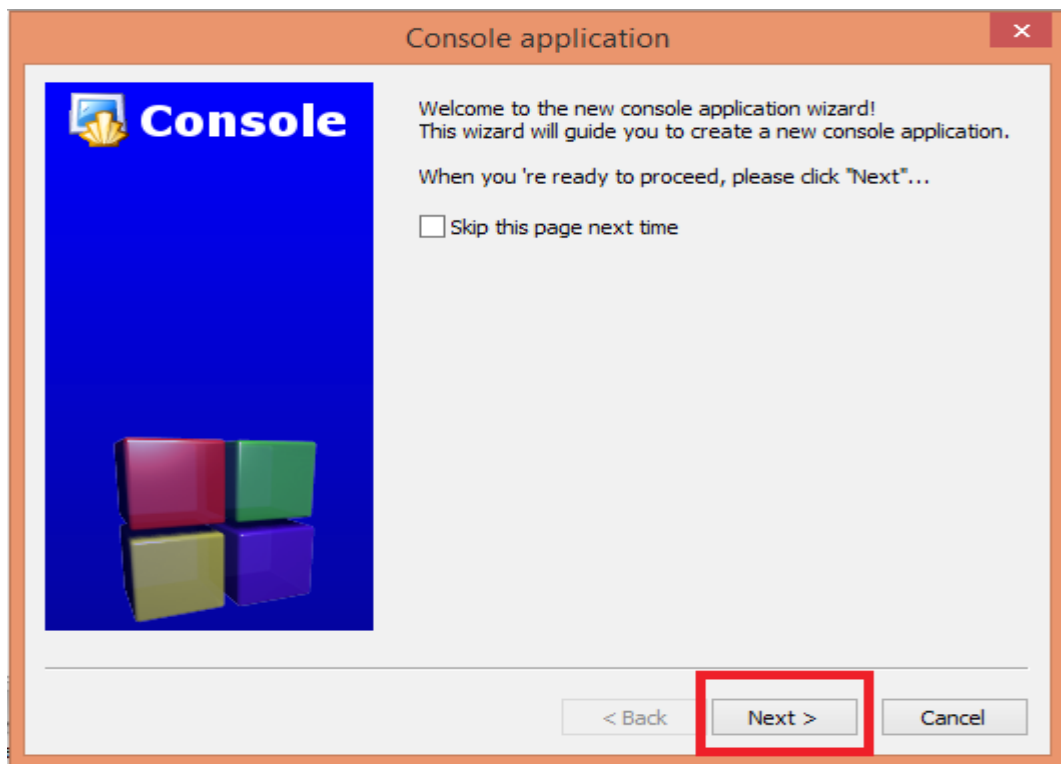 Console application
Console
Welcome to the new console application wizard!
This wizard will guide you to create a new console application.
When you 're ready to proceed, please click "Next"...
Skip this page next time
< Back
Next >
Cancel